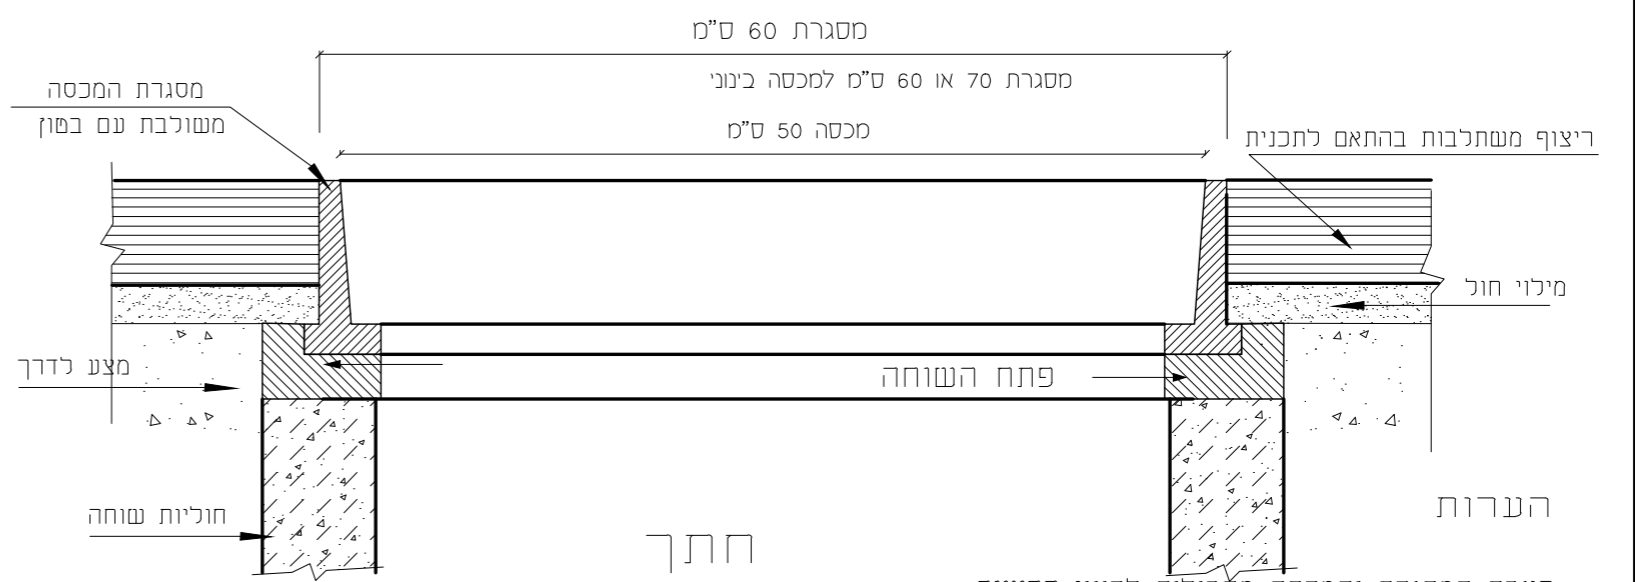 מסגרת 60 ס"מ
מסגרת 70 או 60 ס"מ למכסה בינוני
מכסה 50 ס"מ
מסגרת המכסה
משולבת עם בטון
ריצוף משתלבות בהתאם לתכנית
מילוי חול
מצע לדרך
פתח השוחה
חוליות שוחה
חתך
הערות